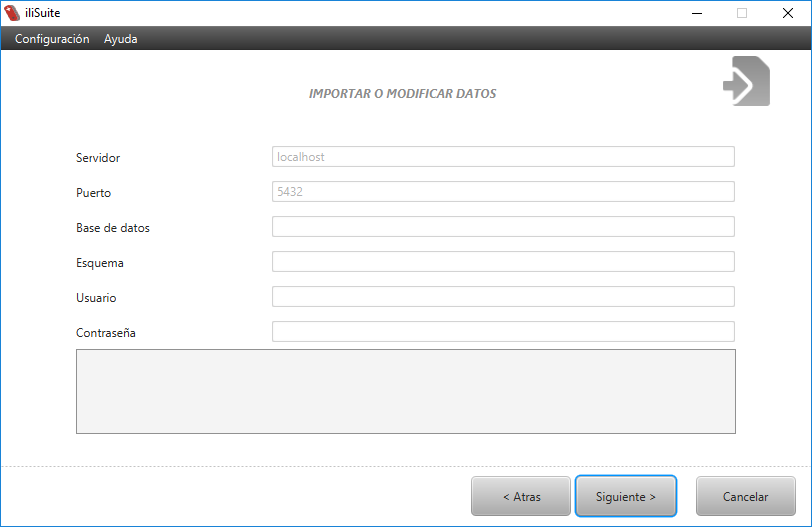 iliSuite
Configuración Ayuda
IMPORTAR O MODIFICAR DATOS
Servidor localhost
Puerto 5432
Base de datos
Esquema
Usuario
Contraseña
< Atras Siguiente > Cancelar